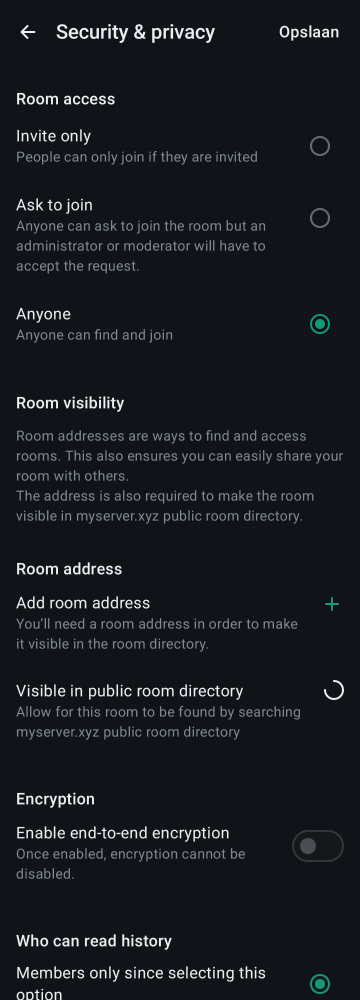 Security & privacy
Opslaan
Room access
Invite only
People can only join if they are invited
Ask to join
Anyone can ask to join the room but an
administrator or moderator will have to
accept the request.
Anyone
Anyone can find and join
Room visibility
Room addresses are ways to find and access
rooms. This also ensures you can easily share your
room with others.
The address is also required to make the room
visible in myserver.xyz public room directory.
Room address
Add room address
You’ll need a room address in order to make
it visible in the room directory.
Visible in public room directory
Allow for this room to be found by searching
myserver.xyz public room directory
Encryption
Enable end-to-end encryption
Once enabled, encryption cannot be
disabled.
Who can read history
Members only since selecting this
option